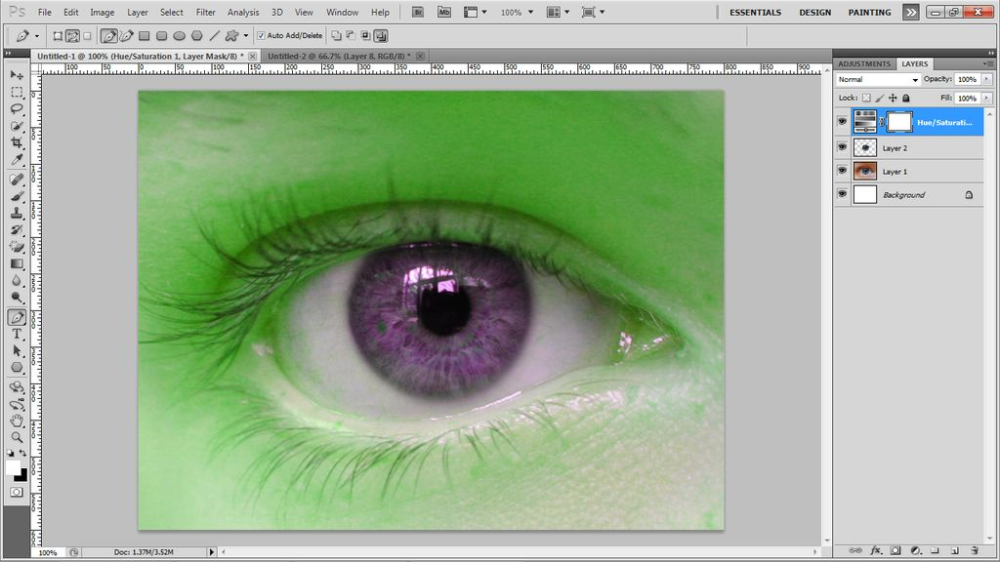 Ps File Edit Image Layer Select Filter Analysis 3D View Window Help Br Mb 100% ESSENTIALS DESIGN PAINTING
Auto Add/Delete
Untitled-1 @ 100% (Hue/Saturation 1, Layer Mask/8) * Untitled-2 @ 66.7% (Layer 8, RGB/8) *
100 50 0 50 100 150 200 250 300 350 400 450 500 550 600 650 700 750 800 850 900
ADJUSTMENTS LAYERS
Normal Opacity: 100%
Lock: Fill: 100%
Hue/Saturati...
Layer 2
Layer 1
Background
100% Doc: 1.37M/3.52M